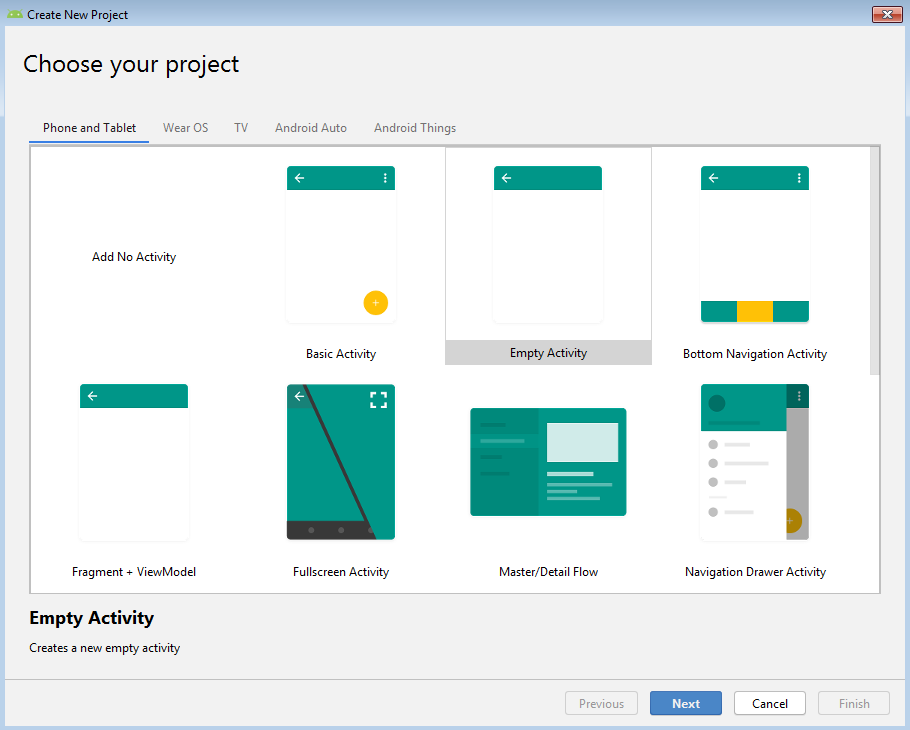 Create New Project
Choose your project
Phone and Tablet Wear OS TV Android Auto Android Things
Add No Activity
Basic Activity Empty Activity Bottom Navigation Activity
Fragment + ViewModel Fullscreen Activity Master/Detail Flow Navigation Drawer Activity
Empty Activity
Creates a new empty activity
Previous Next Cancel Finish